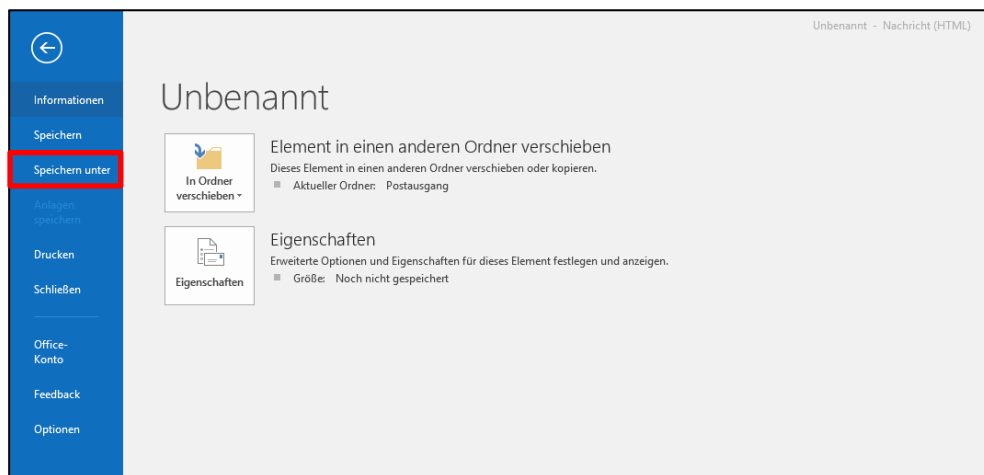 Unbenannt - Nachricht (HTML)
Informationen
Speichern
Speichern unter
Anlagen
speichern
Drucken
Schließen
Office-
Konto
Feedback
Optionen
Unbenannt
In Ordner
verschieben
Element in einen anderen Ordner verschieben
Dieses Element in einen anderen Ordner verschieben oder kopieren.
Aktueller Ordner: Postausgang
Eigenschaften
Eigenschaften
Erweiterte Optionen und Eigenschaften für dieses Element festlegen und anzeigen.
Größe: Noch nicht gespeichert